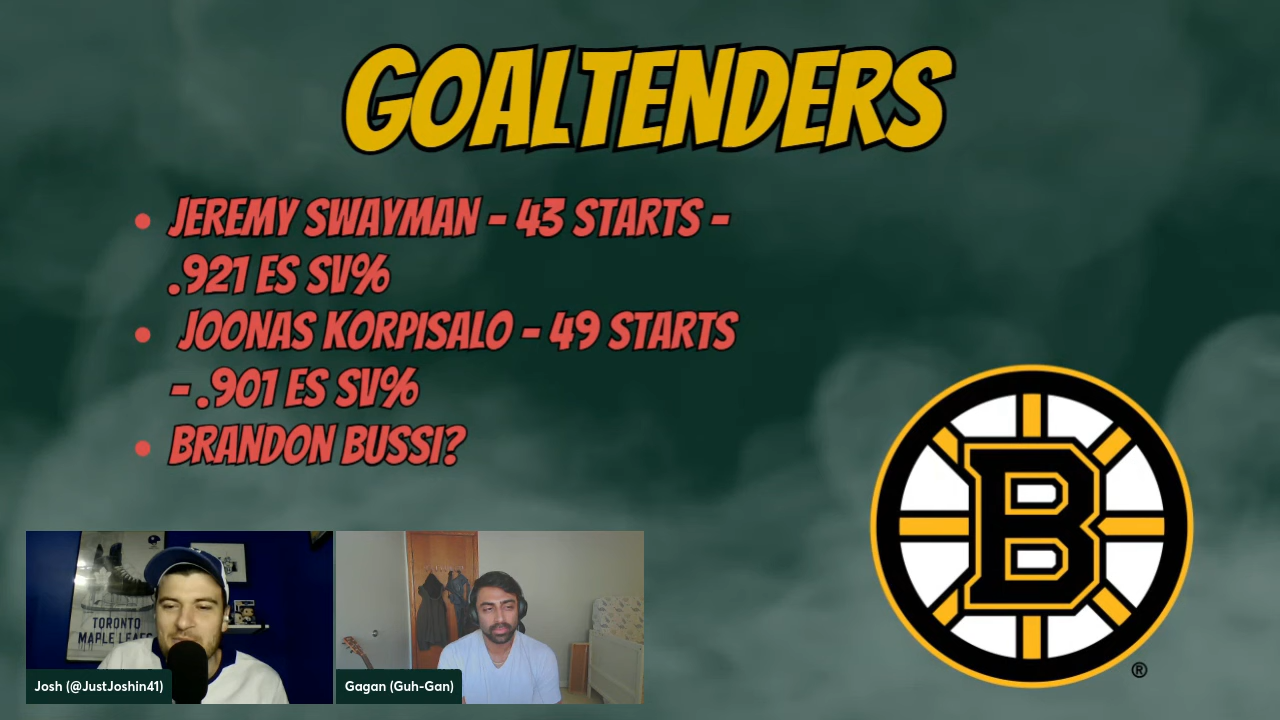 GOALTENDERS
• JEREMY SWAYMAN - 43 STARTS -
.921 ES SV%
• JOONAS KORPISALO - 49 STARTS
- .901 ES SV%
• BRANDON BUSSI?
B
®
TORONTO
MAPLE LEAFS
Josh (@JustJoshin41)
Gagan (Guh-Gan)